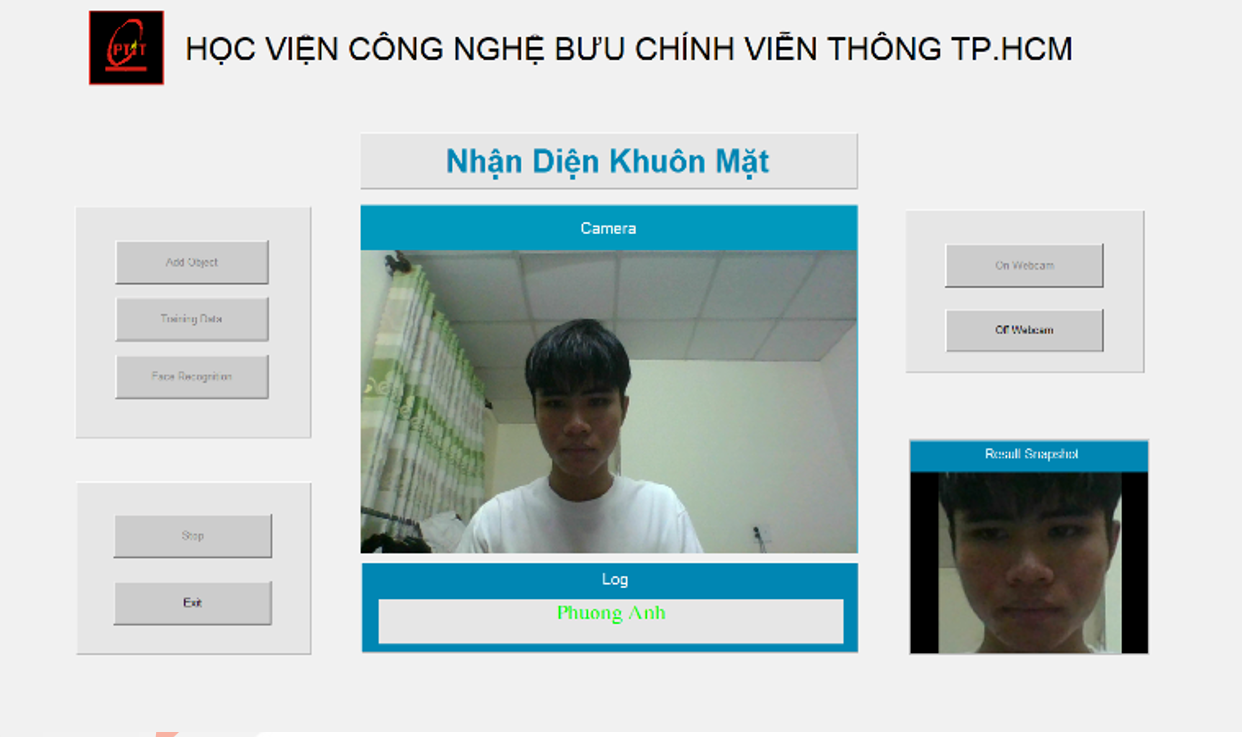 PTIT
HỌC VIỆN CÔNG NGHỆ BƯU CHÍNH VIỄN THÔNG TP.HCM
Nhận Diện Khuôn Mặt
Add Object
Training Data
Face Recognition
Stop
Exit
Camera
Log
Phuong Anh
On Webcam
Off Webcam
Result Snapshot